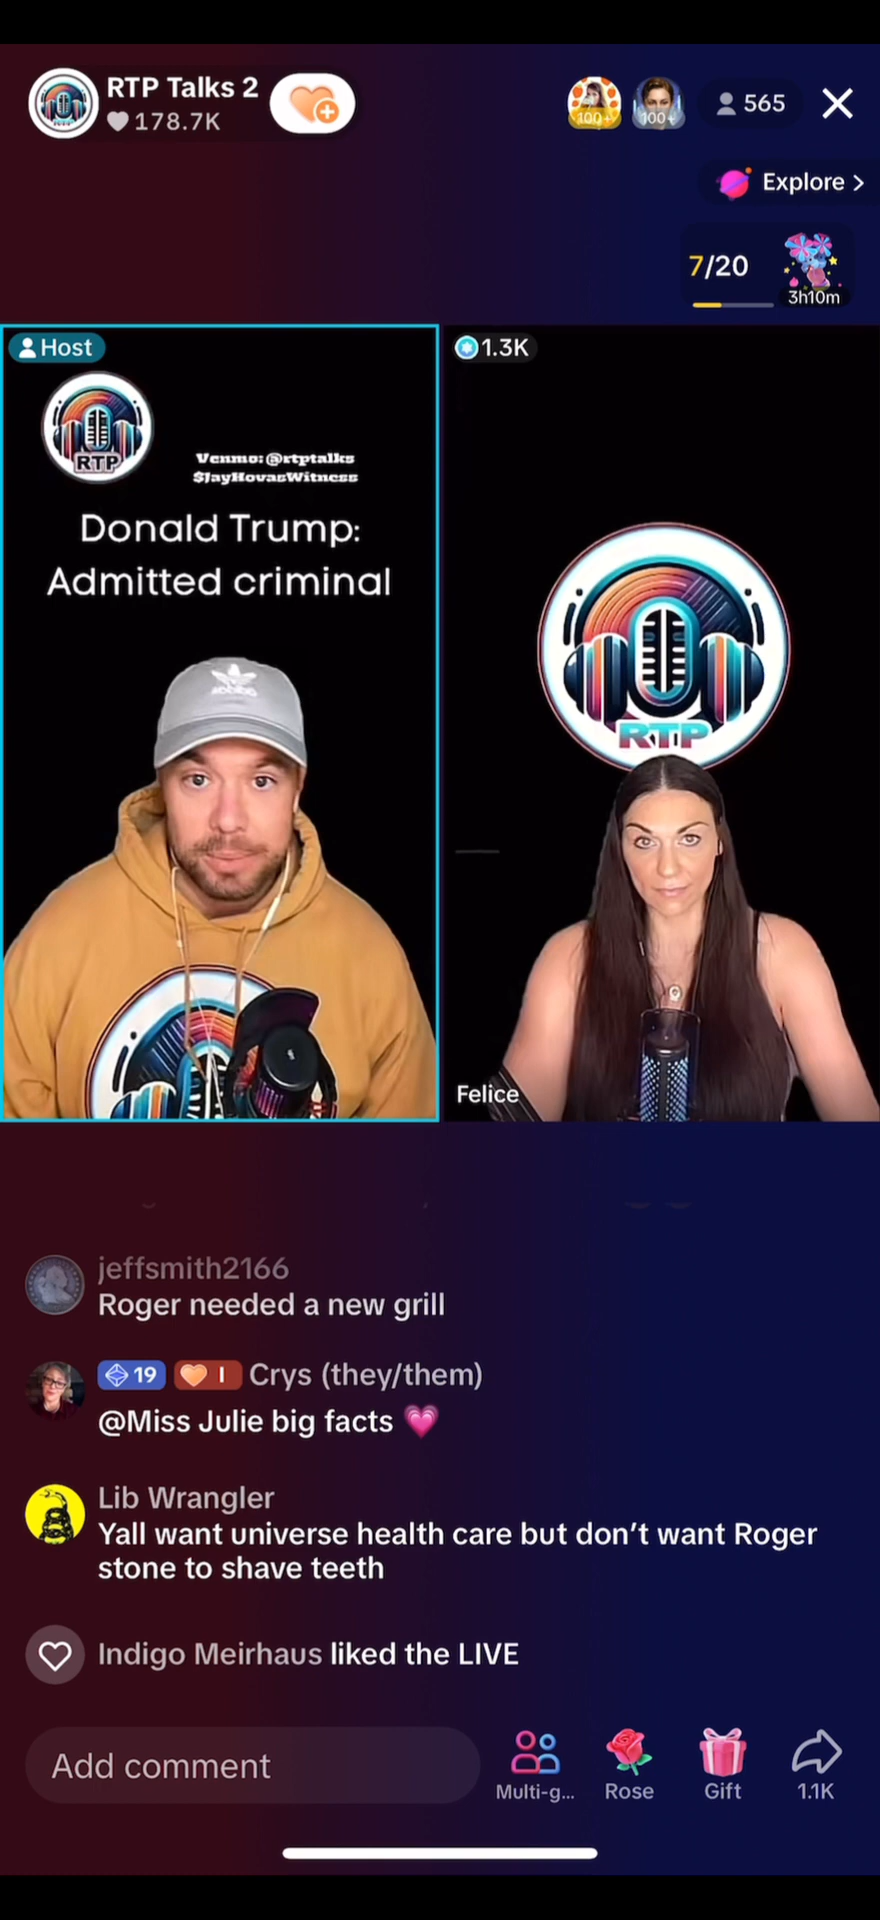 RTP Talks 2
178.7K
100+
100+
565
Explore >
7/20
3h10m
Host
1.3K
RTP
Venmo: @rtptalks
$JayHovasWitness
Donald Trump:
Admitted criminal
adidas
RTP
Felice
jeffsmith2166
Roger needed a new grill
19 I Crys (they/them)
@Miss Julie big facts 💗
Lib Wrangler
Yall want universe health care but don’t want Roger
stone to shave teeth
Indigo Meirhaus liked the LIVE
Add comment
Multi-g...
Rose
Gift
1.1K